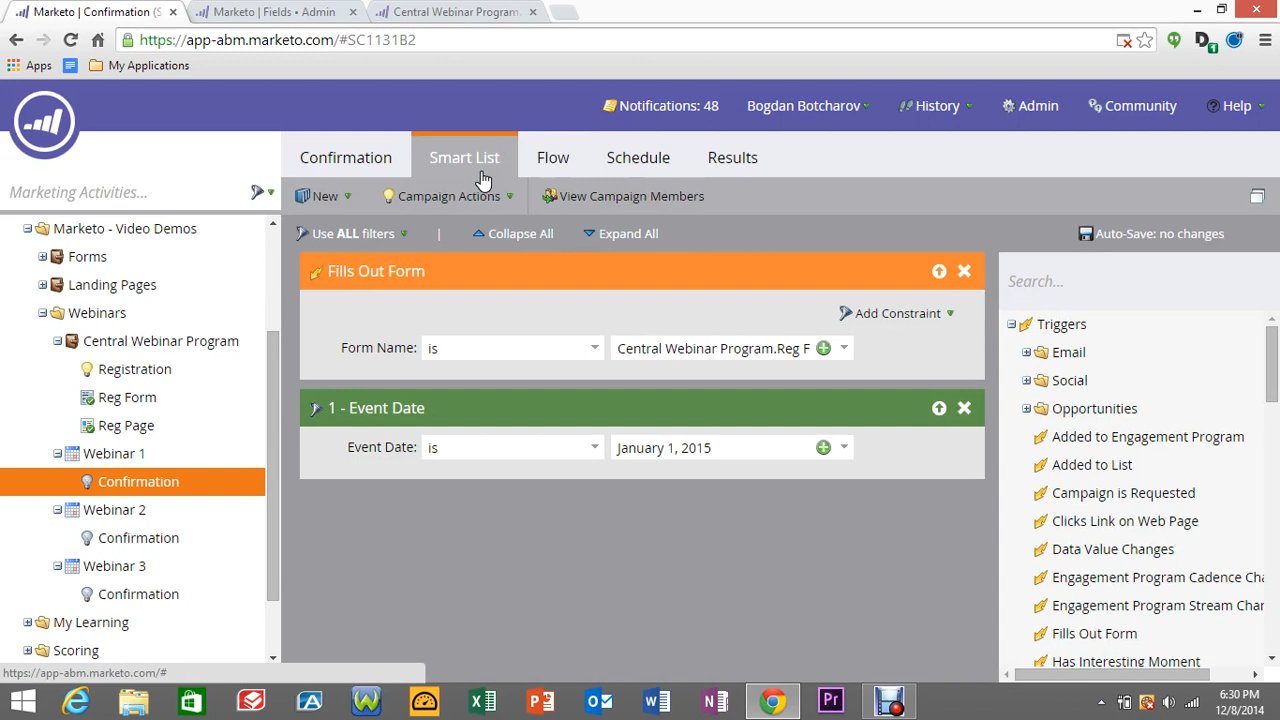 Marketo | Confirmation (S
Marketo | Fields • Admin
Central Webinar Program.
https://app-abm.marketo.com/#SC1131B2
Apps
My Applications
Notifications: 48
Bogdan Botcharov
History
Admin
Community
Help
Marketing Activities...
Confirmation
Smart List
Flow
Schedule
Results
New
Campaign Actions
View Campaign Members
Use ALL filters
|
Collapse All
Expand All
Auto-Save: no changes
Marketo - Video Demos
Forms
Landing Pages
Webinars
Central Webinar Program
Registration
Reg Form
Reg Page
Webinar 1
Confirmation
Webinar 2
Confirmation
Webinar 3
Confirmation
My Learning
Scoring
Fills Out Form
Add Constraint
Form Name:
is
Central Webinar Program.Reg F
1 - Event Date
Event Date:
is
January 1, 2015
Search...
Triggers
Email
Social
Opportunities
Added to Engagement Program
Added to List
Campaign is Requested
Clicks Link on Web Page
Data Value Changes
Engagement Program Cadence Cha
Engagement Program Stream Char
Fills Out Form
Has Interesting Moment
https://app-abm.marketo.com/#
6:30 PM
12/8/2014